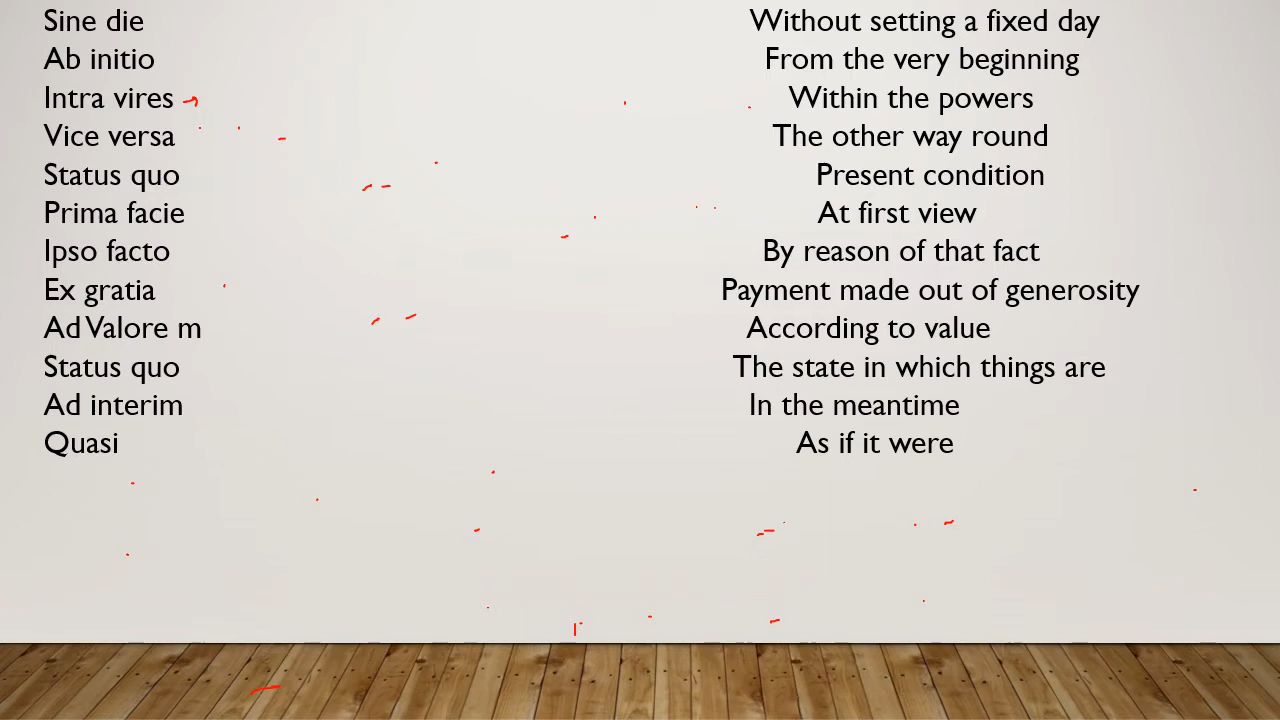 Sine die Without setting a fixed day
Ab initio From the very beginning
Intra vires Within the powers
Vice versa The other way round
Status quo Present condition
Prima facie At first view
Ipso facto By reason of that fact
Ex gratia Payment made out of generosity
Ad Valore m According to value
Status quo The state in which things are
Ad interim In the meantime
Quasi As if it were